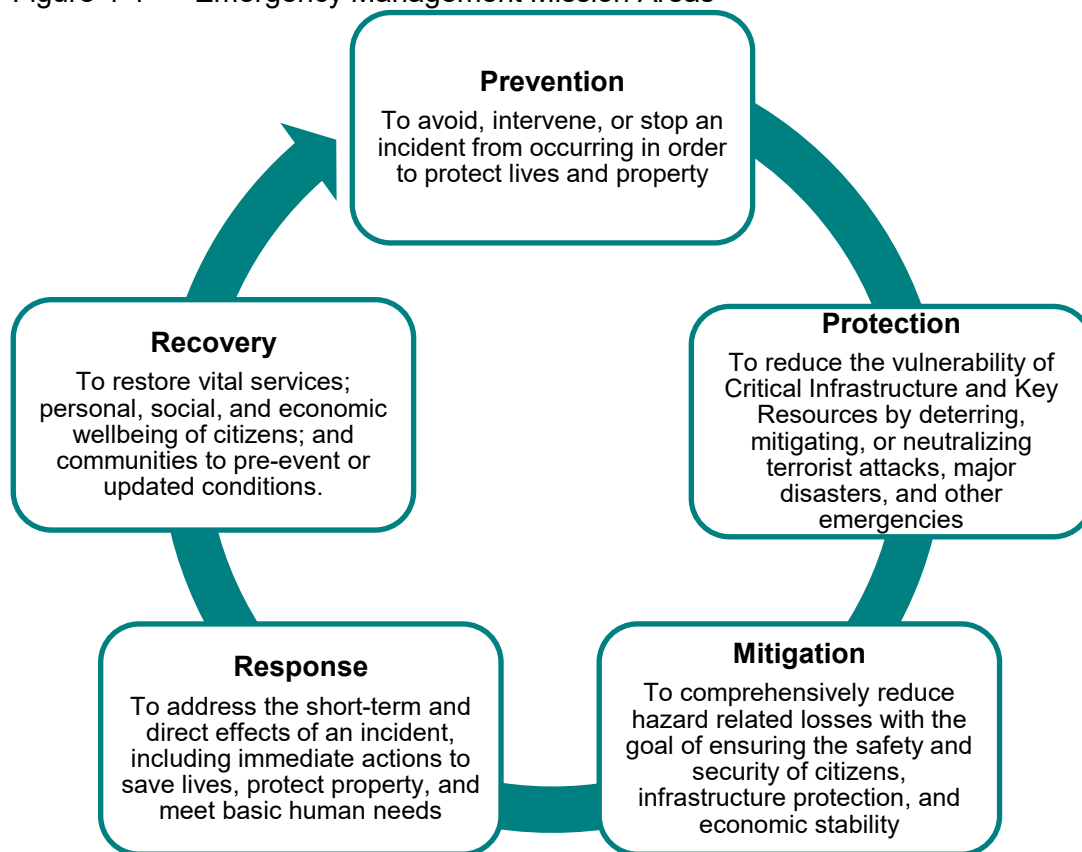 Emergency Management Mission Areas
Prevention
To avoid, intervene, or stop an
incident from occurring in order
to protect lives and property
Protection
To reduce the vulnerability of
Critical Infrastructure and Key
Resources by deterring,
mitigating, or neutralizing
terrorist attacks, major
disasters, and other
emergencies
Mitigation
To comprehensively reduce
hazard related losses with the
goal of ensuring the safety and
security of citizens,
infrastructure protection, and
economic stability
Response
To address the short-term and
direct effects of an incident,
including immediate actions to
save lives, protect property, and
meet basic human needs
Recovery
To restore vital services;
personal, social, and economic
wellbeing of citizens; and
communities to pre-event or
updated conditions.